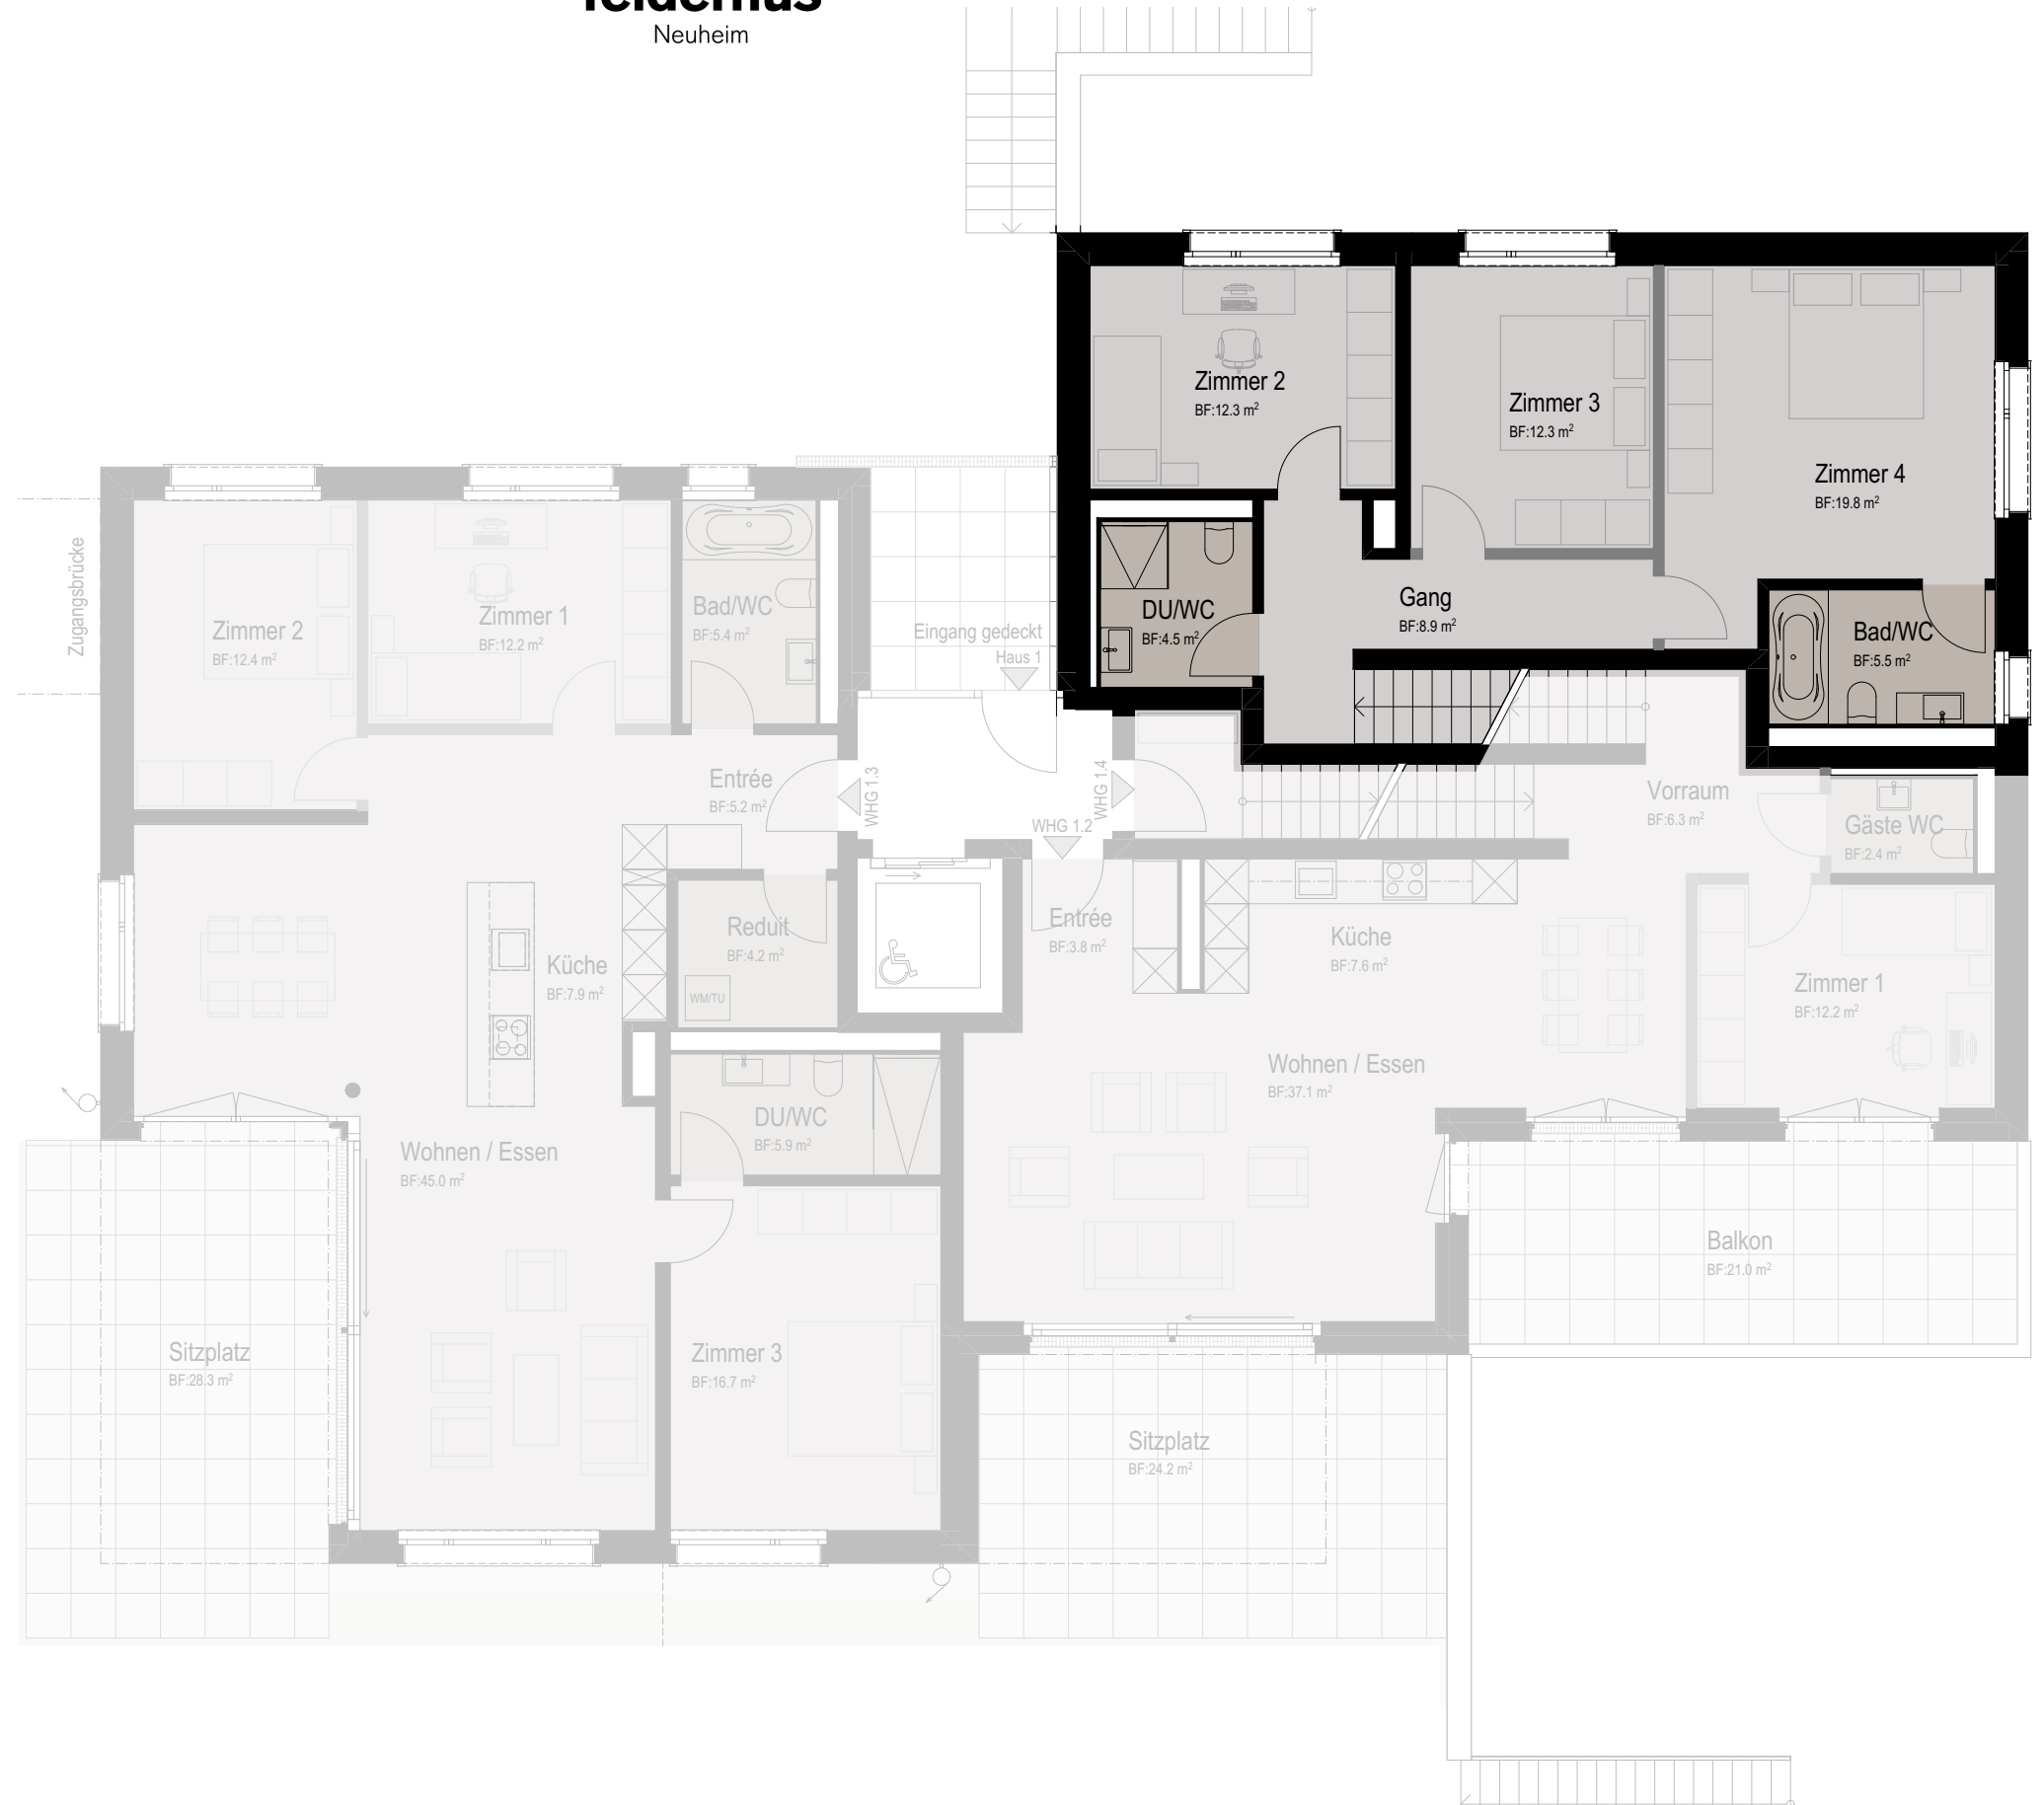 Neuheim
Zimmer 2
BF:12.3 m²
Zimmer 3
BF:12.3 m²
Zimmer 4
BF:19.8 m²
DU/WC
BF:4.5 m²
Gang
BF:8.9 m²
Bad/WC
BF:5.5 m²
Zugangsbrücke
Zimmer 2
BF:12.4 m²
Zimmer 1
BF:12.2 m²
Bad/WC
BF:5.4 m²
Eingang gedeckt
Haus 1
Entrée
BF:5.2 m²
WHG 1.3
WHG 1.4
WHG 1.2
Vorraum
BF:6.3 m²
Gäste WC
BF:2.4 m²
Reduit
BF:4.2 m²
WM/TU
Entrée
BF:3.8 m²
Küche
BF:7.9 m²
Küche
BF:7.6 m²
Zimmer 1
BF:12.2 m²
Wohnen / Essen
BF:37.1 m²
DU/WC
BF:5.9 m²
Wohnen / Essen
BF:45.0 m²
Balkon
BF:21.0 m²
Sitzplatz
BF:28.3 m²
Zimmer 3
BF:16.7 m²
Sitzplatz
BF:24.2 m²